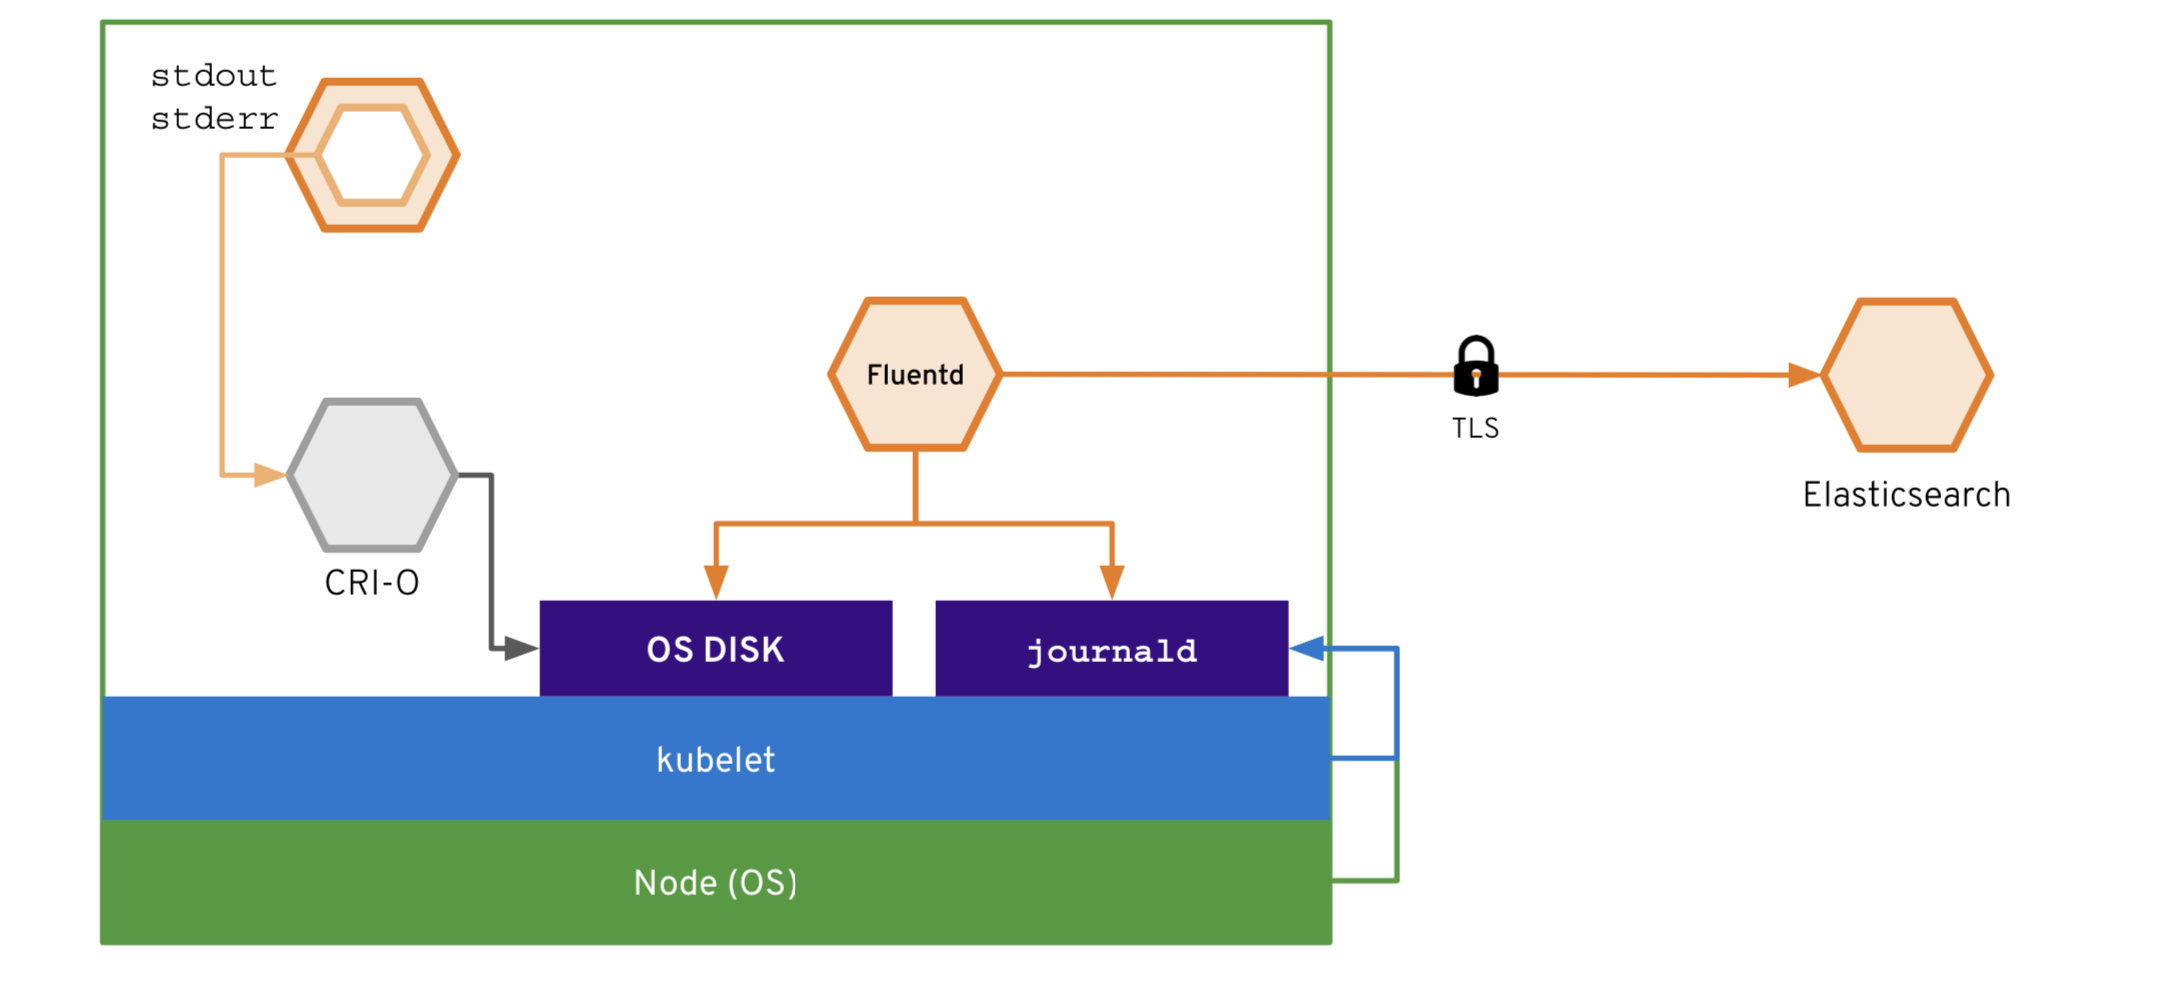 stdout
stderr
Fluentd
TLS
Elasticsearch
CRI-O
OS DISK
journald
kubelet
Node (OS)